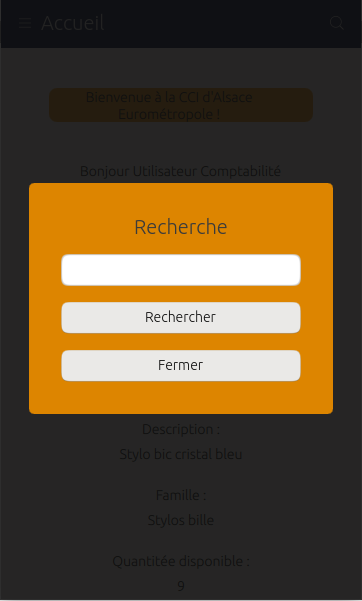 Accueil
Bienvenue à la CCI d'Alsace
Eurométropole !
Bonjour Utilisateur Comptabilité
Recherche
Rechercher
Fermer
Description :
Stylo bic cristal bleu
Famille :
Stylos bille
Quantitée disponible :
9